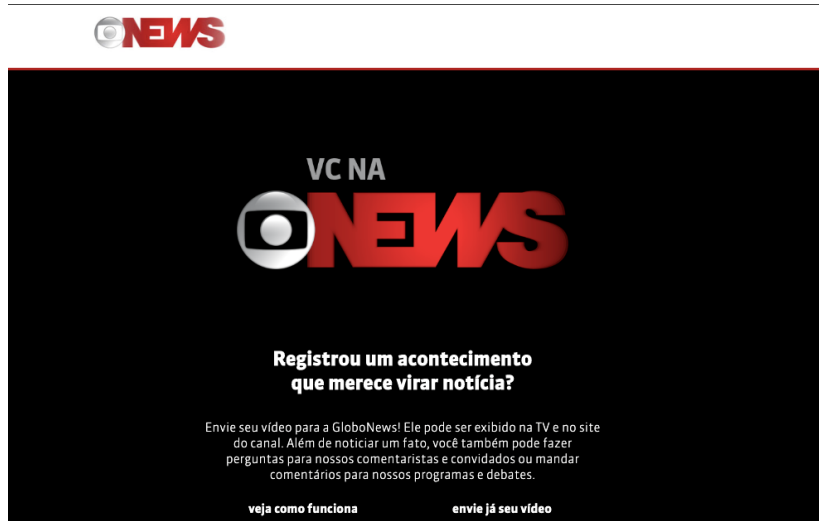 NEWS
VC NA
NEWS
Registrou um acontecimento
que merece virar notícia?
Envie seu vídeo para a GloboNews! Ele pode ser exibido na TV e no site
do canal. Além de noticiar um fato, você também pode fazer
perguntas para nossos comentaristas e convidados ou mandar
comentários para nossos programas e debates.
veja como funciona envie já seu vídeo